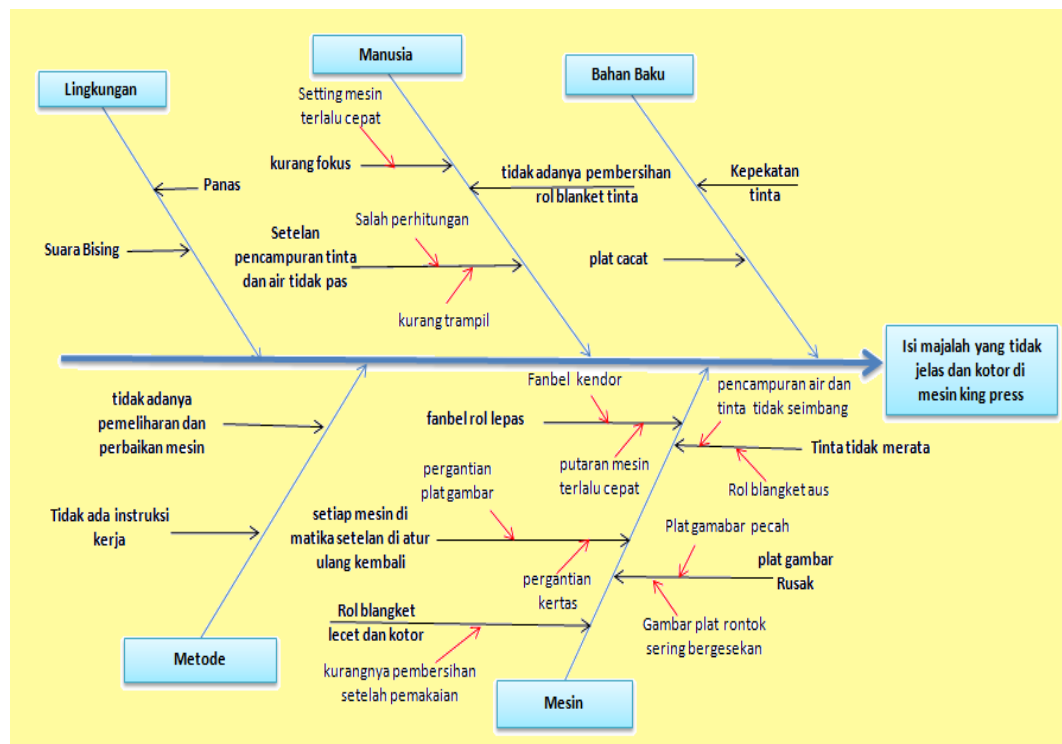 Manusia
Bahan Baku
Lingkungan
Setting mesin
terlalu cepat
kurang fokus
tidak adanya pembersihan
rol blanket tinta
Kepekatan
tinta
Panas
Salah perhitungan
Suara Bising
Setelan
pencampuran tinta
dan air tidak pas
plat cacat
kurang trampil
Isi majalah yang tidak
jelas dan kotor di
mesin king press
Fanbel kendor
pencampuran air dan
tinta tidak seimbang
tidak adanya
pemeliharan dan
perbaikan mesin
fanbel rol lepas
Tinta tidak merata
putaran mesin
terlalu cepat
Rol blangket aus
pergantian
plat gambar
Tidak ada instruksi
kerja
setiap mesin di
matika setelan di atur
ulang kembali
Plat gamabar pecah
plat gambar
Rusak
pergantian
kertas
Rol blangket
lecet dan kotor
Gambar plat rontok
sering bergesekan
kurangnya pembersihan
setelah pemakaian
Metode
Mesin